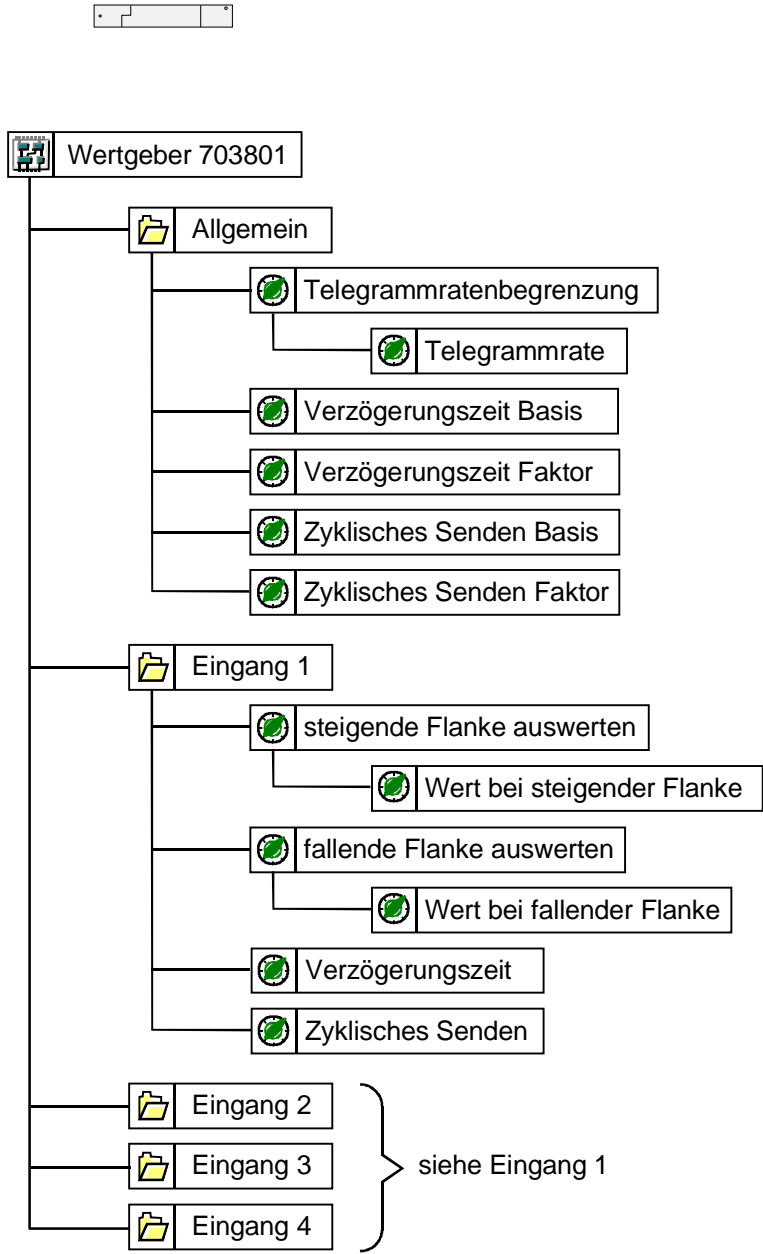 Wertgeber 703801
Allgemein
Telegrammratenbegrenzung
Telegrammrate
Verzögerungszeit Basis
Verzögerungszeit Faktor
Zyklisches Senden Basis
Zyklisches Senden Faktor
Eingang 1
steigende Flanke auswerten
Wert bei steigender Flanke
fallende Flanke auswerten
Wert bei fallender Flanke
Verzögerungszeit
Zyklisches Senden
Eingang 2
Eingang 3
siehe Eingang 1
Eingang 4